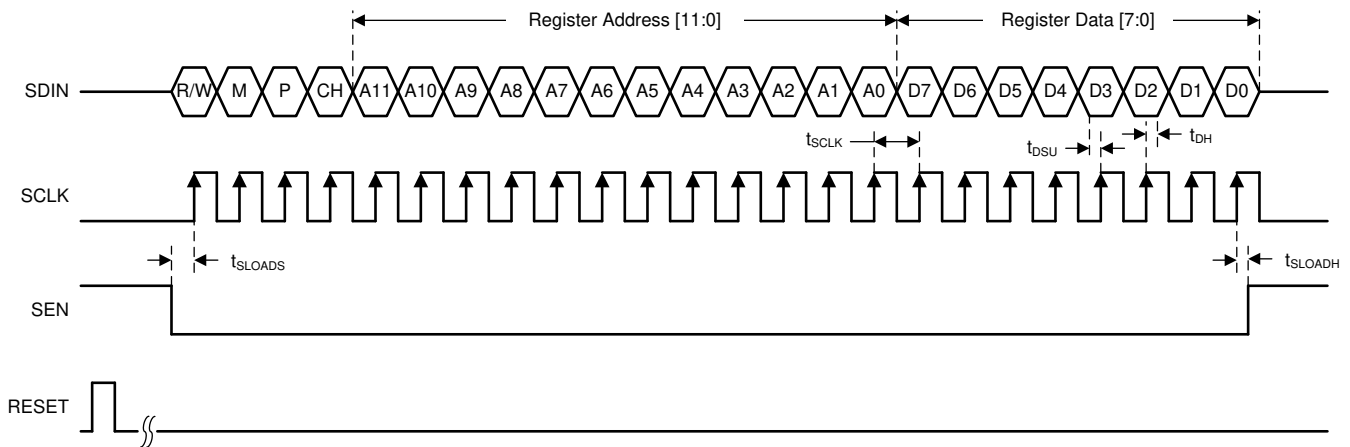 Register Address [11:0] Register Data [7:0]
SDIN R/W M P CH A11 A10 A9 A8 A7 A6 A5 A4 A3 A2 A1 A0 D7 D6 D5 D4 D3 D2 D1 D0
tSCLK tDSU tDH
SCLK
tSLOADS tSLOADH
SEN
RESET